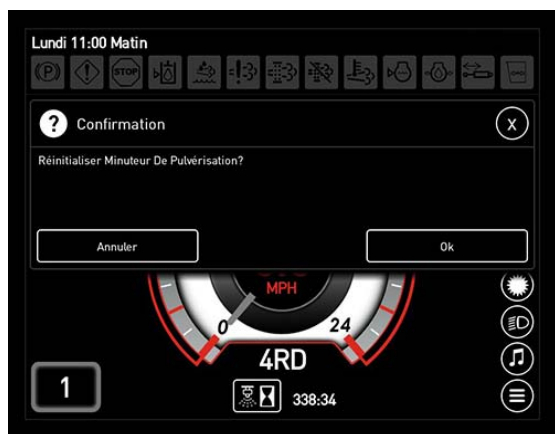 Lundi 11:00 Matin
(P) STOP
? Confirmation X
Réinitialiser Minuteur De Pulvérisation?
Annuler Ok
MPH
0 24
4RD
1 338:34